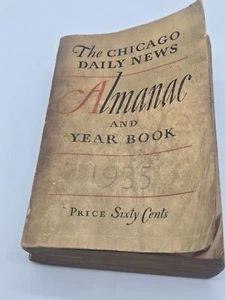 The CHICAGO
DAILY NEWS
Almanac
AND
YEAR BOOK
1935
PRICE Sixty Cents